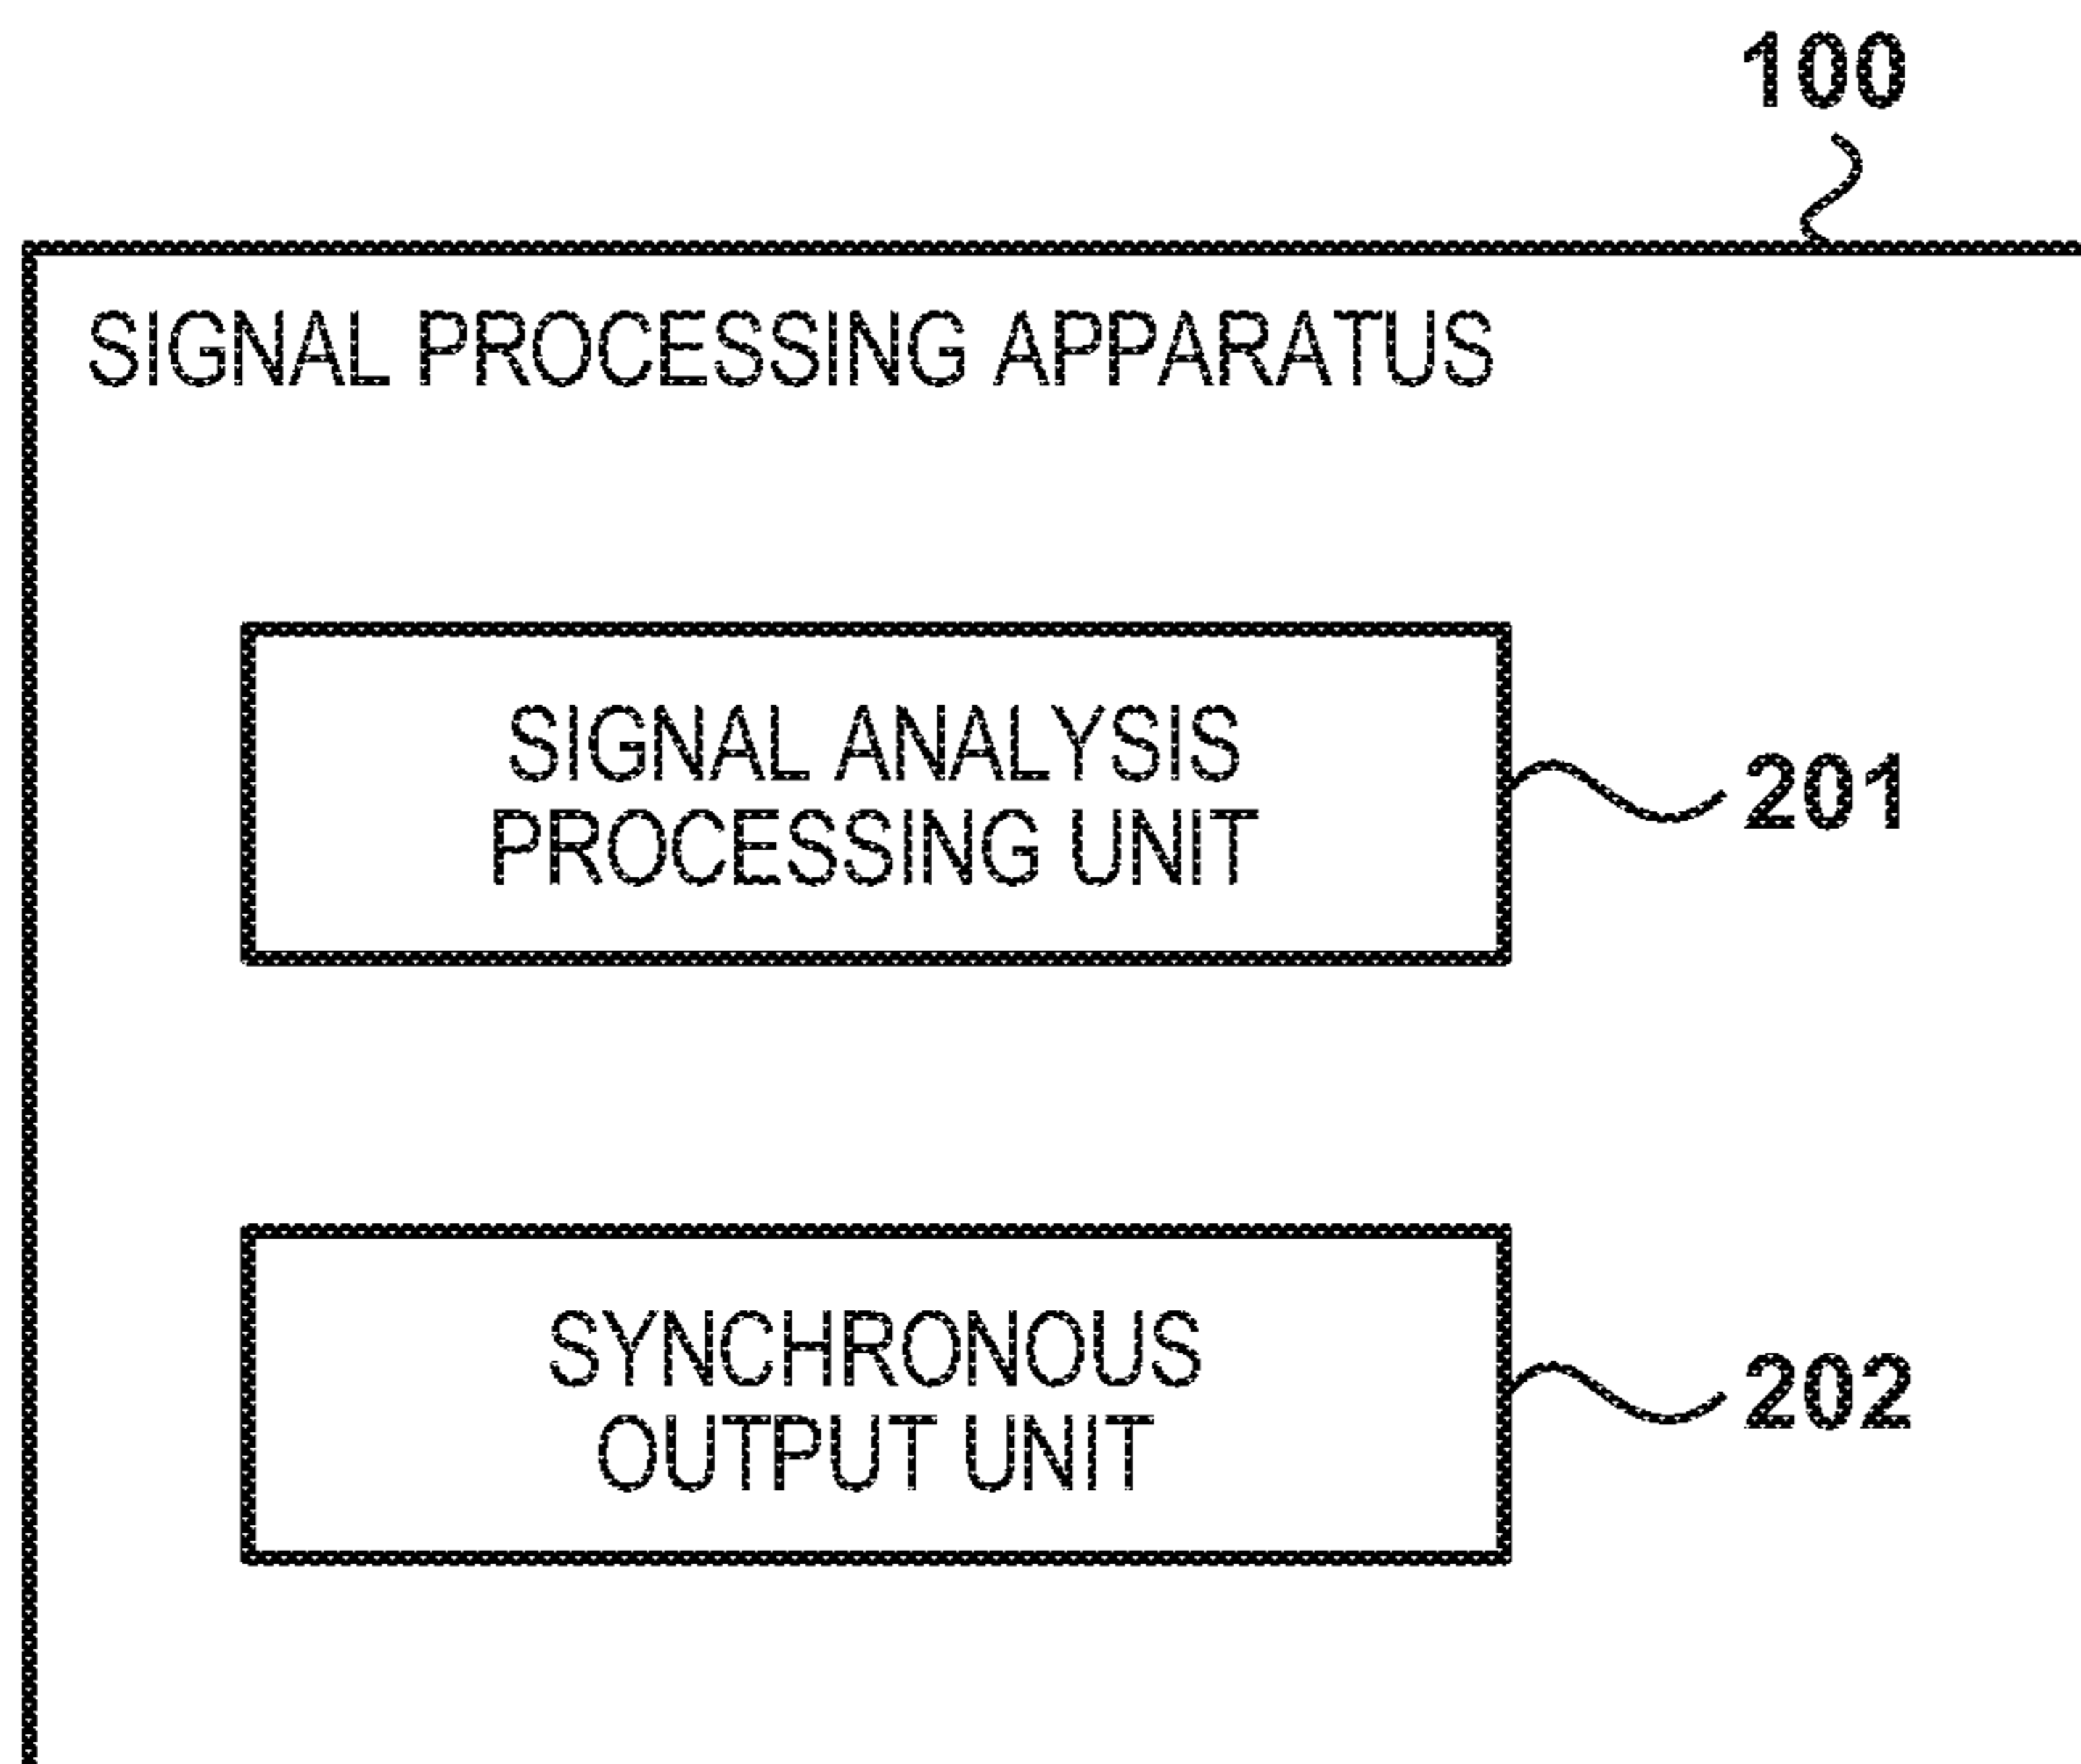 100
SIGNAL PROCESSING APPARATUS
SIGNAL ANALYSIS
PROCESSING UNIT
201
SYNCHRONOUS
OUTPUT UNIT
202